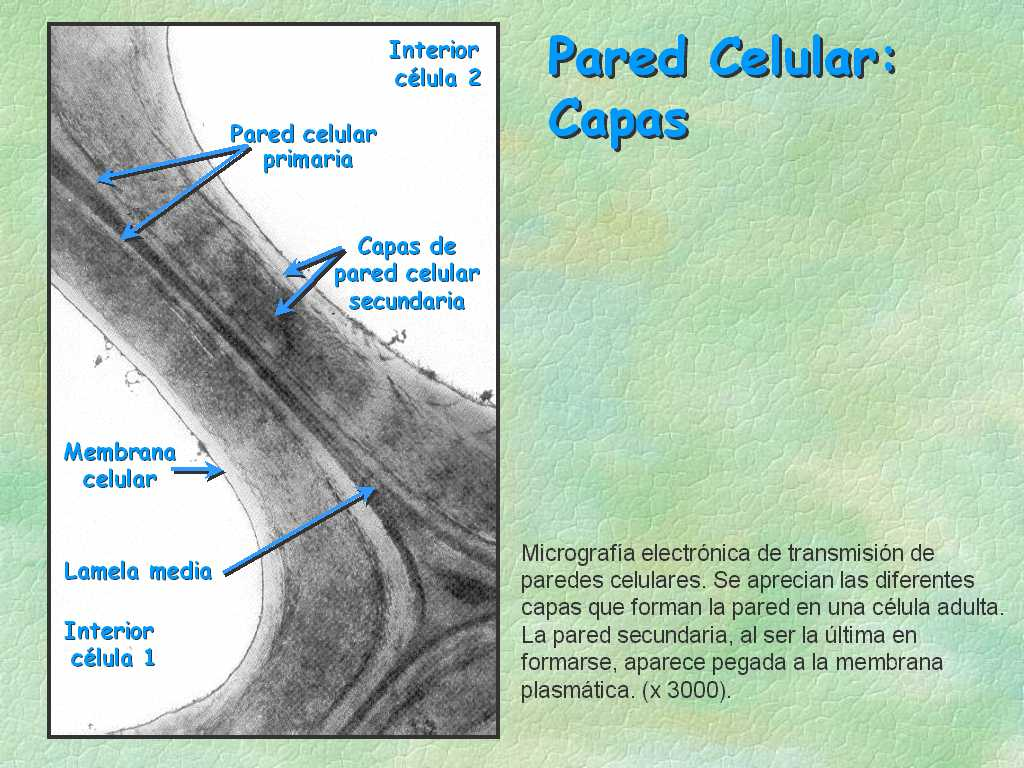 Pared Celular:
Capas
Interior
célula 2
Pared celular
primaria
Capas de
pared celular
secundaria
Membrana
celular
Lamela media
Interior
célula 1
Micrografía electrónica de transmisión de
paredes celulares. Se aprecian las diferentes
capas que forman la pared en una célula adulta.
La pared secundaria, al ser la última en
formarse, aparece pegada a la membrana
plasmática. (x 3000).